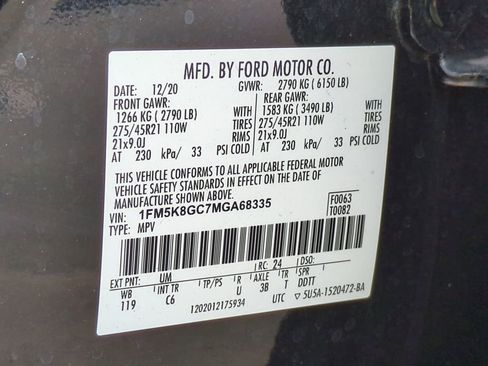 MFD. BY FORD MOTOR CO.
DATE: 12/20 GVWR: 2790 KG ( 6150 LB)
FRONT GAWR: REAR GAWR:
1266 KG ( 2790 LB) WITH 1583 KG ( 3490 LB) WITH
275/45R21 110W TIRES 275/45R21 110W TIRES
21x9.0J RIMS 21x9.0J RIMS
AT 230 kPa/ 33 PSI COLD AT 230 kPa/ 33 PSI COLD
THIS VEHICLE CONFORMS TO ALL APPLICABLE FEDERAL MOTOR
VEHICLE SAFETY STANDARDS IN EFFECT ON THE DATE OF
MANUFACTURE SHOWN ABOVE.
VIN: 1FM5K8GC7MGA68335 F0063
TYPE: MPV T0082
EXT PNT: UM RC: 24 DSO:
WB INT TR TP/PS R AXLE TR SPR
119 C6 U 3B T DDTT
1202012175934 UTC ▽5U5A-1520472-BA